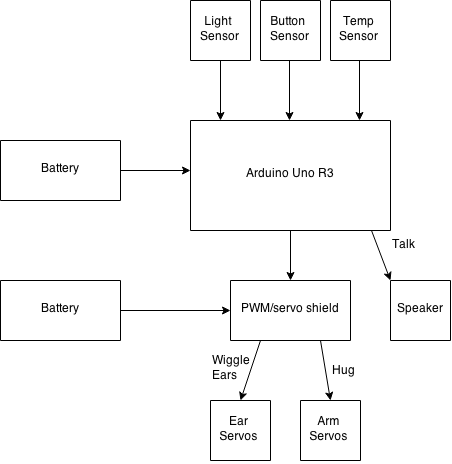 Light
Sensor
Button
Sensor
Temp
Sensor
Battery
Arduino Uno R3
Talk
Battery
PWM/servo shield
Speaker
Wiggle
Ears
Hug
Ear
Servos
Arm
Servos